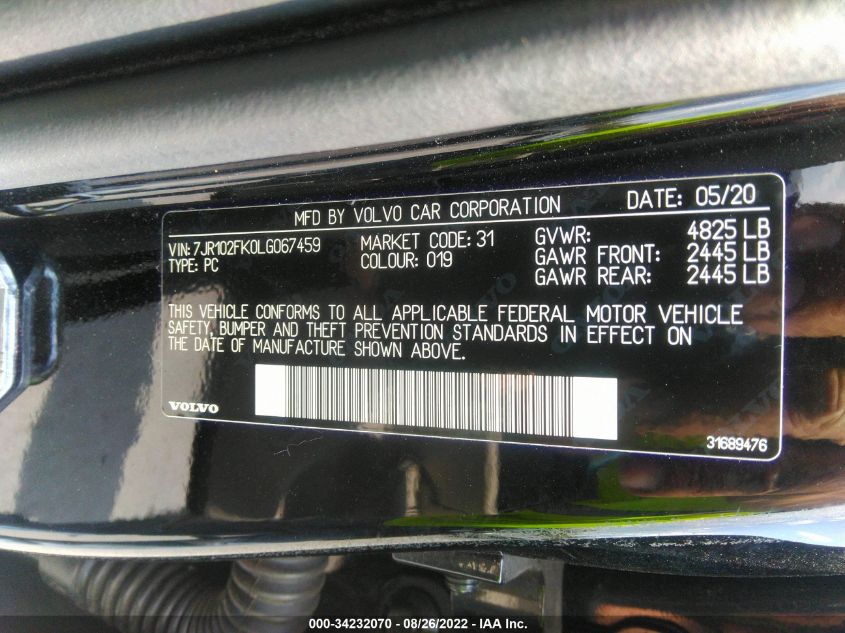 MFD BY VOLVO CAR CORPORATION DATE: 05/20
VIN: 7JR102FK0LG067459 MARKET CODE: 31 GVWR: 4825 LB
TYPE: PC COLOUR: 019 GAWR FRONT: 2445 LB
GAWR REAR: 2445 LB
THIS VEHICLE CONFORMS TO ALL APPLICABLE FEDERAL MOTOR VEHICLE
SAFETY, BUMPER AND THEFT PREVENTION STANDARDS IN EFFECT ON
THE DATE OF MANUFACTURE SHOWN ABOVE.
VOLVO
31689476
000-34232070 - 08/26/2022 - IAA Inc.